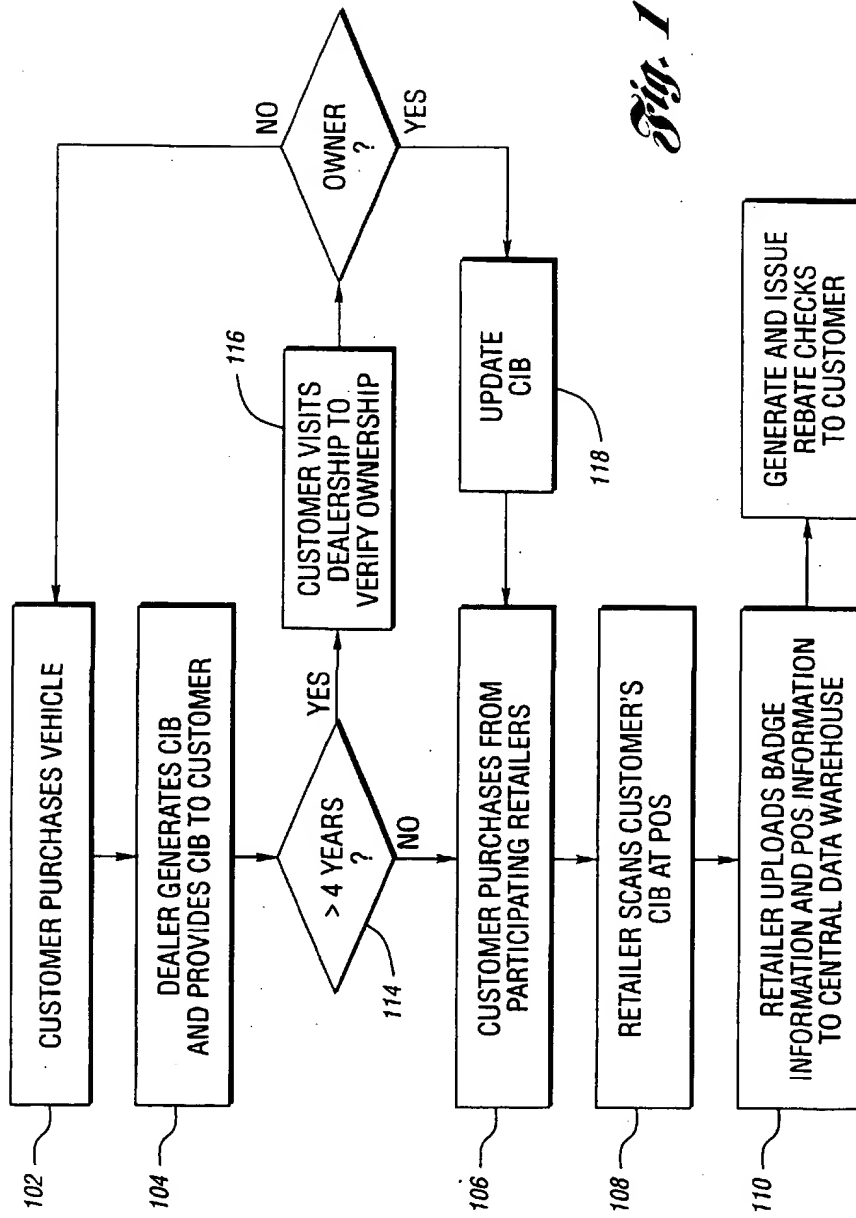 102
CUSTOMER PURCHASES VEHICLE
104
DEALER GENERATES CIB
AND PROVIDES CIB TO CUSTOMER
114
> 4 YEARS
?
YES
NO
116
CUSTOMER VISITS
DEALERSHIP TO
VERIFY OWNERSHIP
OWNER
?
NO
YES
UPDATE
CIB
118
106
CUSTOMER PURCHASES FROM
PARTICIPATING RETAILERS
108
RETAILER SCANS CUSTOMER'S
CIB AT POS
110
RETAILER UPLOADS BADGE
INFORMATION AND POS INFORMATION
TO CENTRAL DATA WAREHOUSE
GENERATE AND ISSUE
REBATE CHECKS
TO CUSTOMER
Fig. 1